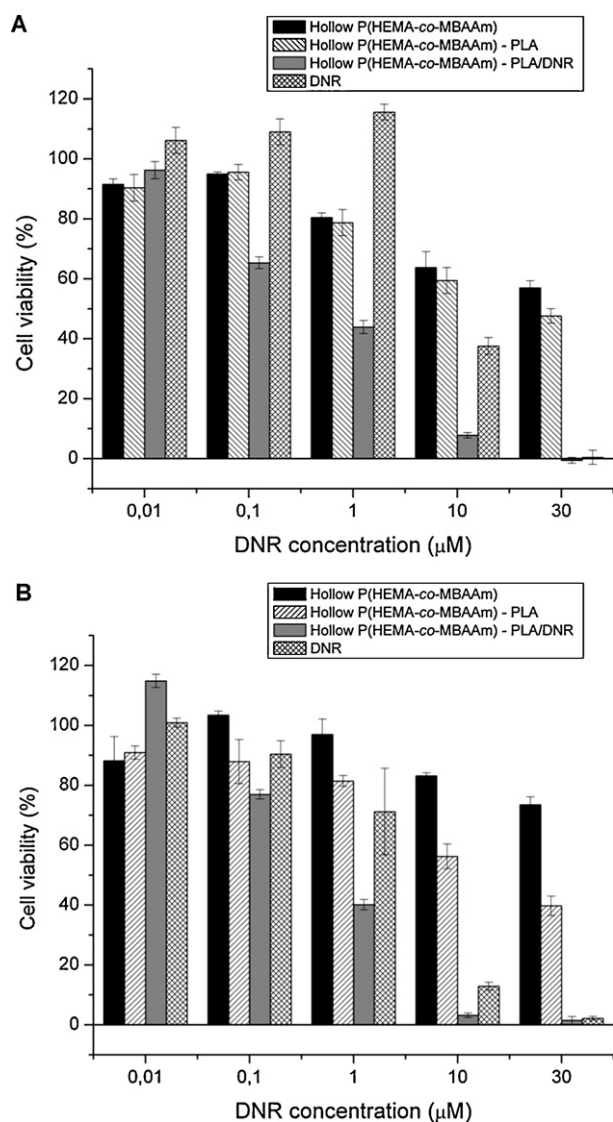 A
Hollow P(HEMA-co-MBAAm)
Hollow P(HEMA-co-MBAAm) - PLA
Hollow P(HEMA-co-MBAAm) - PLA/DNR
DNR
120
100
80
60
40
20
0
Cell viability (%)
0,01 0,1 1 10 30
DNR concentration (μM)
B
Hollow P(HEMA-co-MBAAm)
Hollow P(HEMA-co-MBAAm) - PLA
Hollow P(HEMA-co-MBAAm) - PLA/DNR
DNR
120
100
80
60
40
20
0
Cell viability (%)
0,01 0,1 1 10 30
DNR concentration (μM)